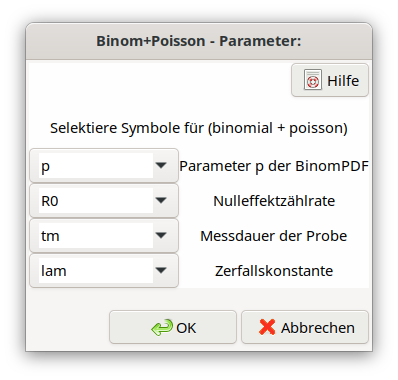 Binom+Poisson - Parameter:
Hilfe
Selektiere Symbole für (binomial + poisson)
p Parameter p der BinomPDF
R0 Nulleffektzählrate
tm Messdauer der Probe
lam Zerfallskonstante
OK Abbrechen